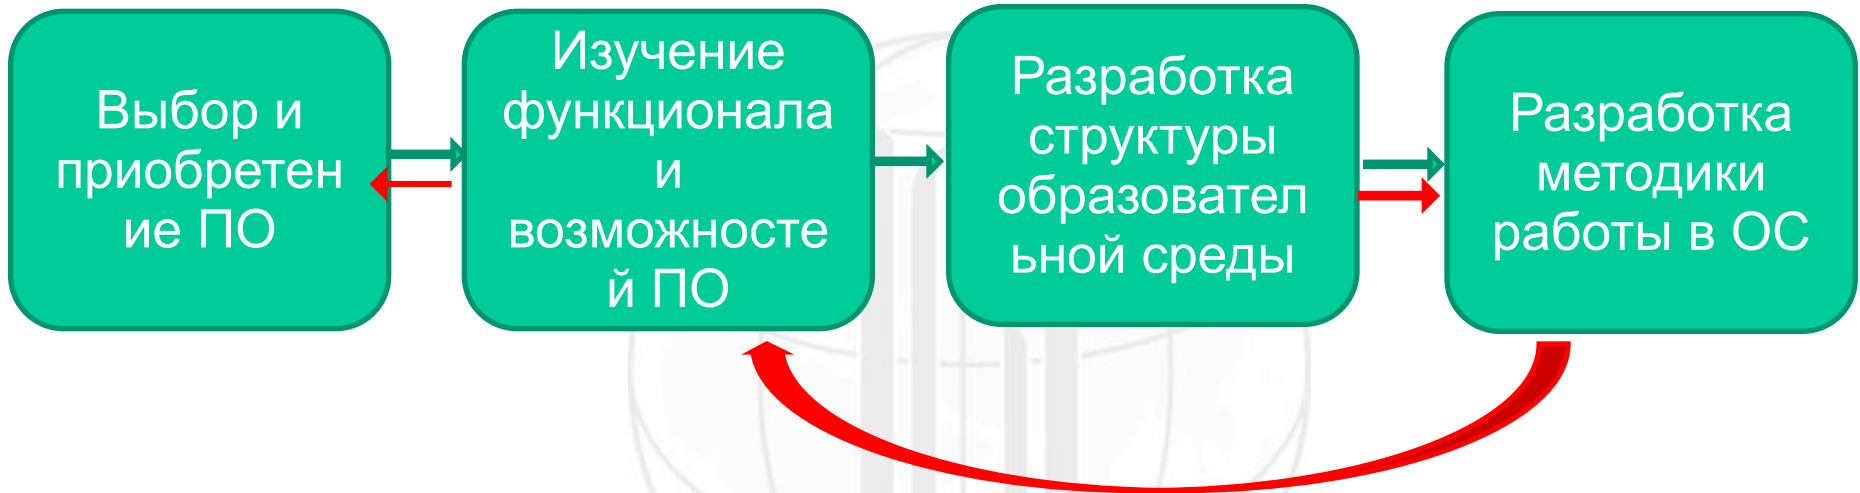 Выбор и
приобретен
ие ПО
Изучение
функционала
и
возможносте
й ПО
Разработка
структуры
образовател
ьной среды
Разработка
методики
работы в ОС